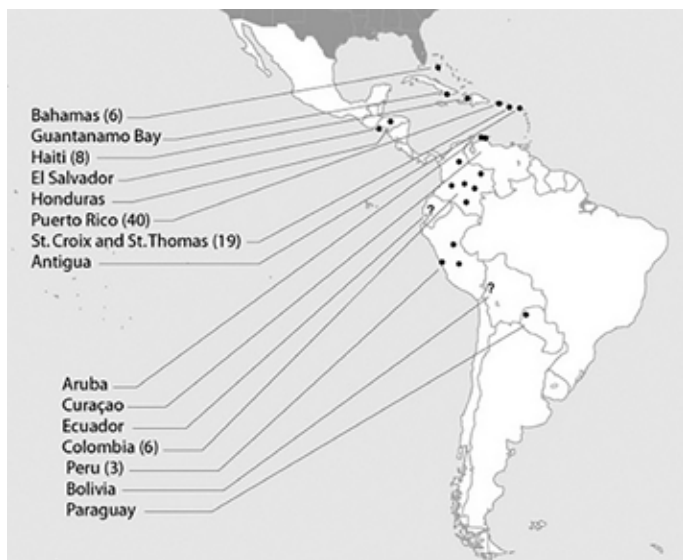 Bahamas (6)
Guantanamo Bay
Haiti (8)
El Salvador
Honduras
Puerto Rico (40)
St. Croix and St. Thomas (19)
Antigua
?
?
Aruba
Curaçao
Ecuador
Colombia (6)
Peru (3)
Bolivia
Paraguay